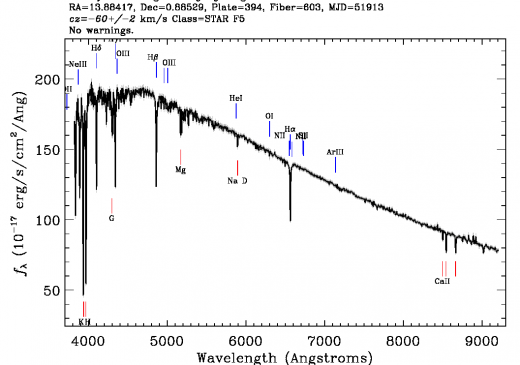 RA=13.88417, Dec=0.86529, Plate=394, Fiber=603, MJD=51913
cz=-60+/-2 km/s Class=STAR F5
No warnings.
Hδ OIII Hβ OIII
NeIII
HeI
OI
NII Hα
SII
ArIII
Mg
Na D
G
CaII
K H
200
150
100
50
fλ (10⁻¹⁷ erg/s/cm²/Ang)
4000 5000 6000 7000 8000 9000
Wavelength (Angstroms)